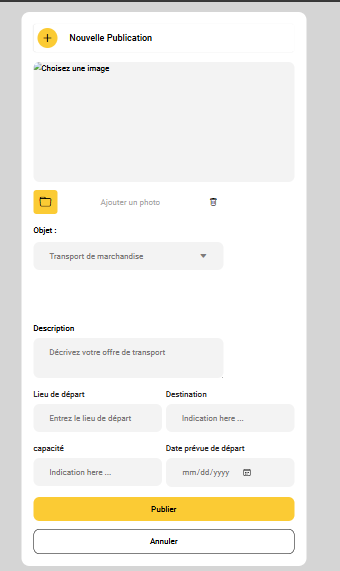 Nouvelle Publication
Choisez une image
Ajouter un photo
Objet :
Transport de marchandise
Description
Décrivez votre offre de transport
Lieu de départ
Destination
Entrez le lieu de départ
Indication here ...
capacité
Date prévue de départ
Indication here ...
mm/dd/yyyy
Publier
Annuler